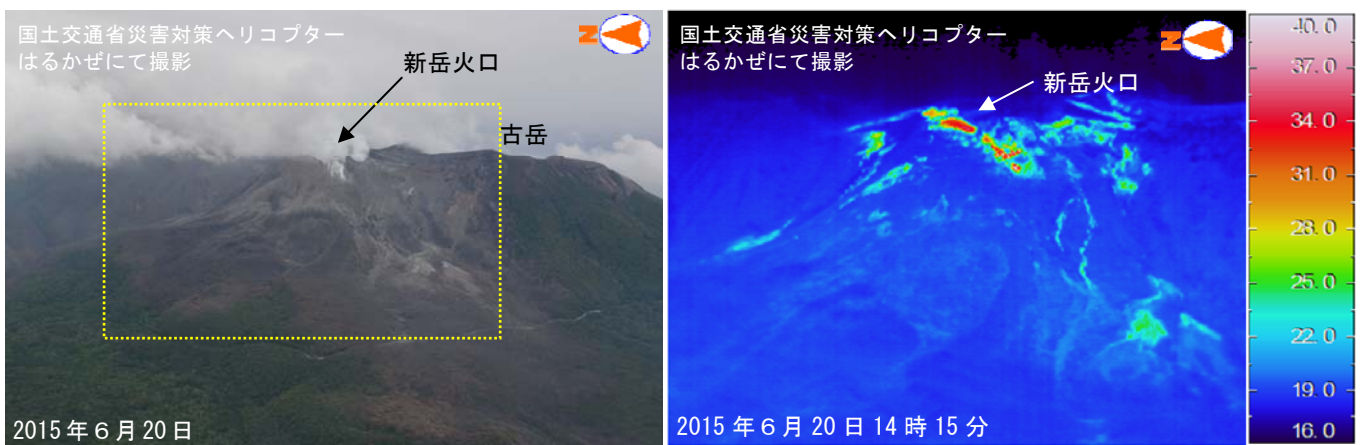 国土交通省災害対策ヘリコプター
はるかぜにて撮影
N
新岳火口
古岳
2015年6月20日
国土交通省災害対策ヘリコプター
はるかぜにて撮影
N
新岳火口
2015年6月20日14時15分
40.0
37.0
34.0
31.0
28.0
25.0
22.0
19.0
16.0